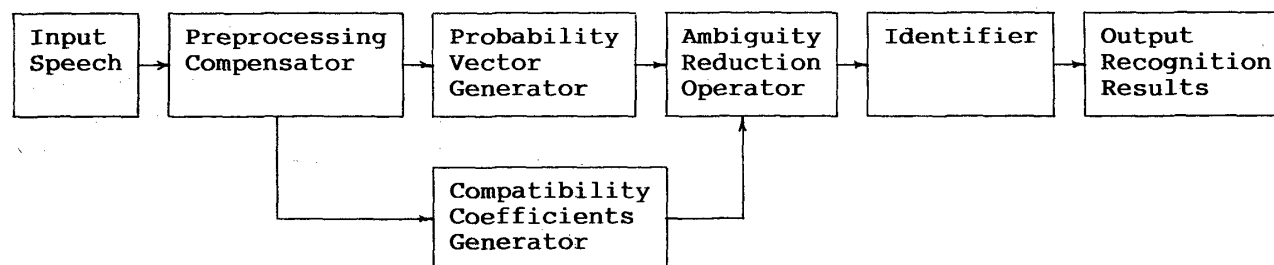 Input
Speech
Preprocessing
Compensator
Probability
Vector
Generator
Ambiguity
Reduction
Operator
Identifier
Output
Recognition
Results
Compatibility
Coefficients
Generator